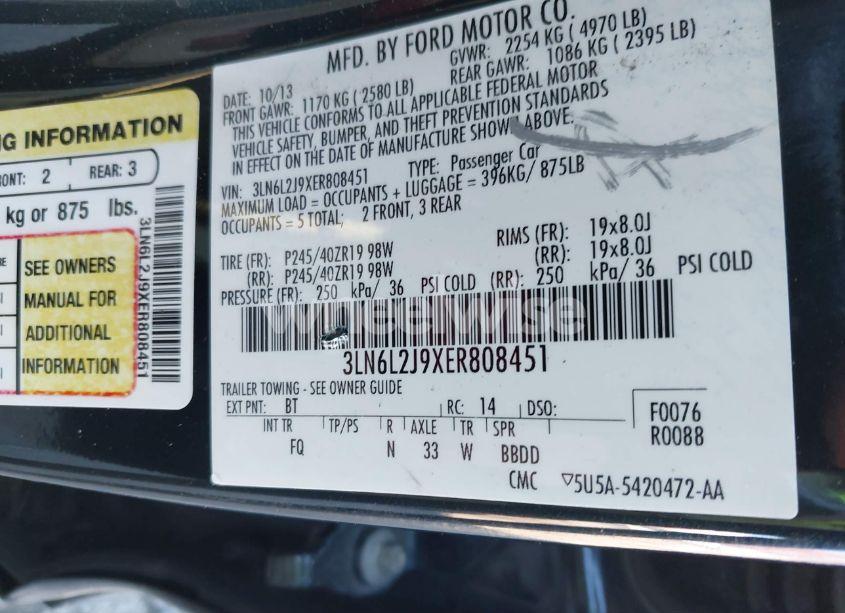 MFD. BY FORD MOTOR CO.
DATE: 10/13 GVWR: 2254 KG ( 4970 LB)
FRONT GAWR: 1170 KG ( 2580 LB) REAR GAWR: 1086 KG ( 2395 LB)
THIS VEHICLE CONFORMS TO ALL APPLICABLE FEDERAL MOTOR
VEHICLE SAFETY, BUMPER, AND THEFT PREVENTION STANDARDS
IN EFFECT ON THE DATE OF MANUFACTURE SHOWN ABOVE.
VIN: 3LN6L2J9XER808451 TYPE: Passenger Car
MAXIMUM LOAD = OCCUPANTS + LUGGAGE = 396KG/ 875LB
OCCUPANTS = 5 TOTAL; 2 FRONT, 3 REAR
TIRE (FR): P245/40ZR19 98W RIMS (FR): 19x8.0J
(RR): P245/40ZR19 98W (RR): 19x8.0J
PRESSURE (FR): 250 kPa/ 36 PSI COLD (RR): 250 kPa/ 36 PSI COLD
wheelwise
3LN6L2J9XER808451
TRAILER TOWING - SEE OWNER GUIDE
EXT PNT: BT RC: 14 DSO: F0076
INT TR TP/PS R AXLE TR SPR R0088
FQ N 33 W BBDD
CMC ▽5U5A-5420472-AA
NG INFORMATION
ONT: 2 REAR: 3
kg or 875 lbs.
SEE OWNERS
MANUAL FOR
ADDITIONAL
INFORMATION
3LN6L2J9XER808451